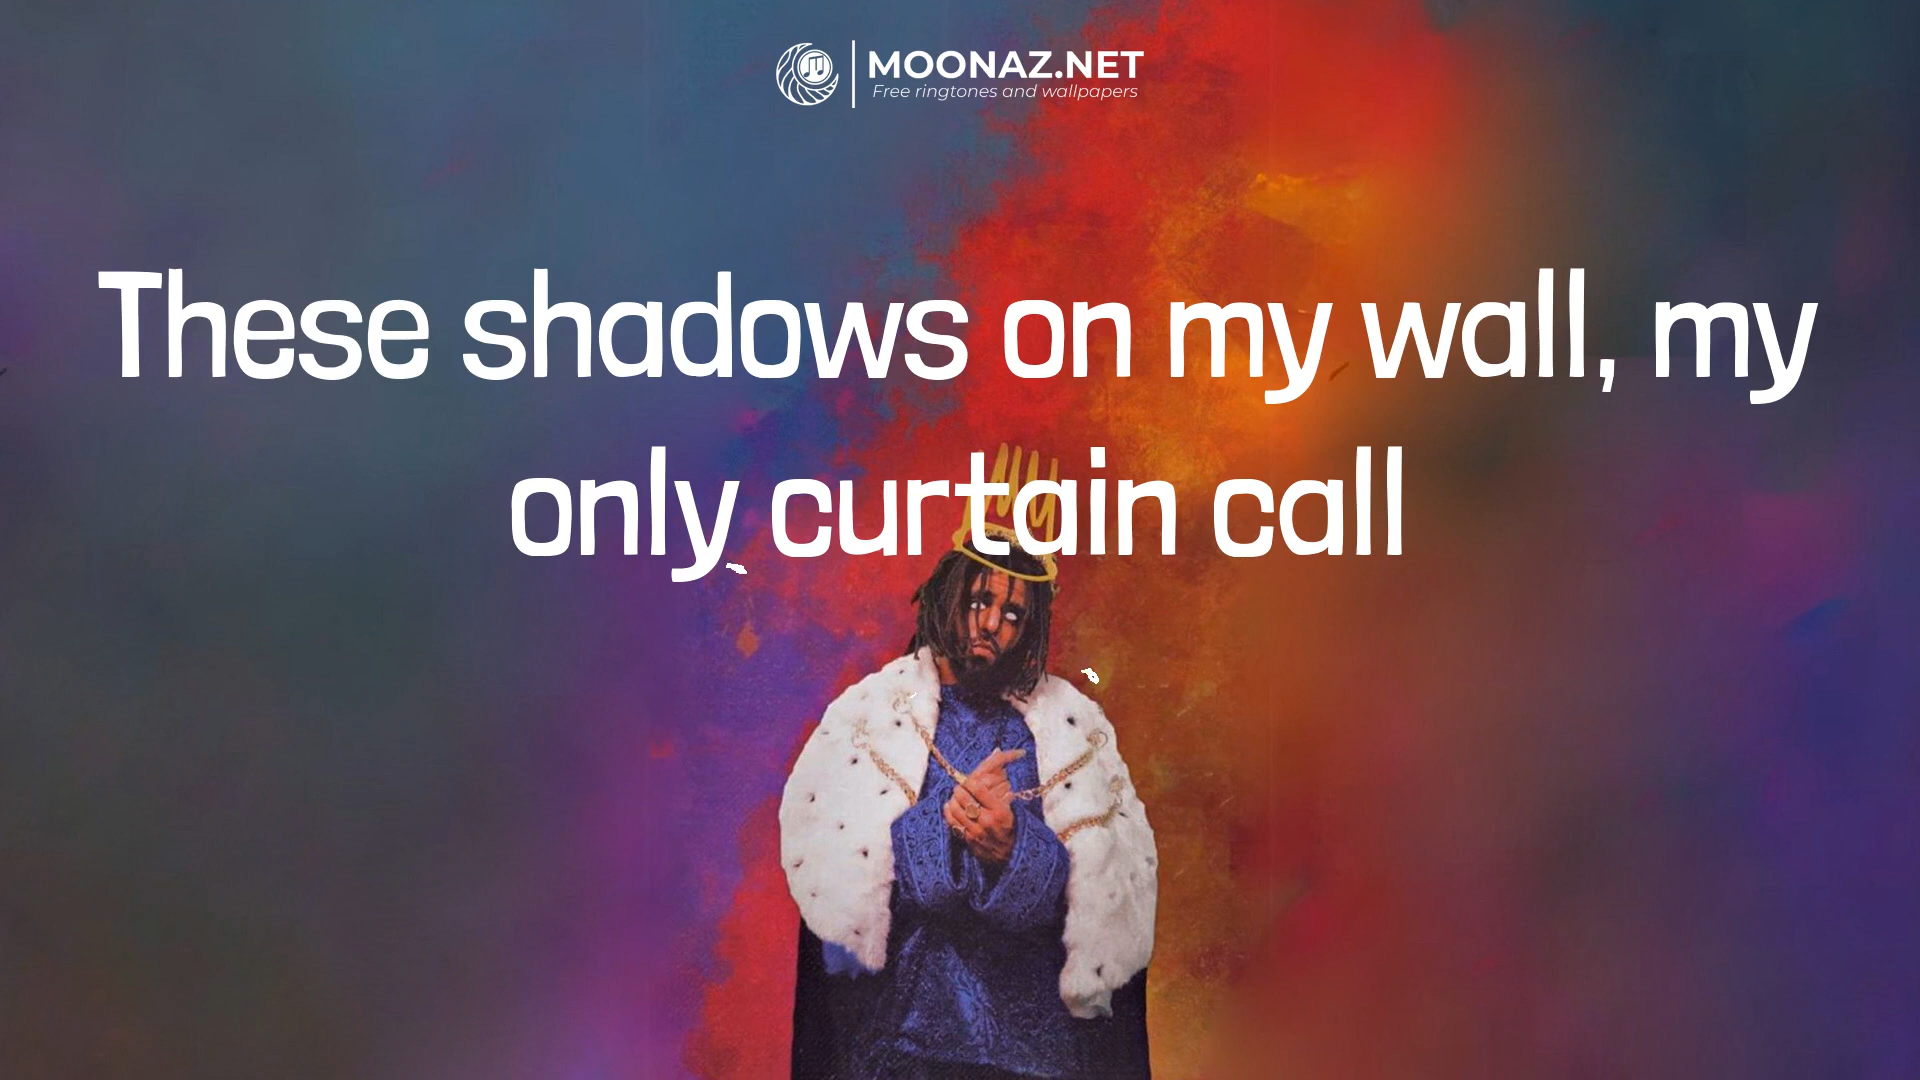 MOONAZ.NET
Free ringtones and wallpapers
These shadows on my wall, my
only curtain call